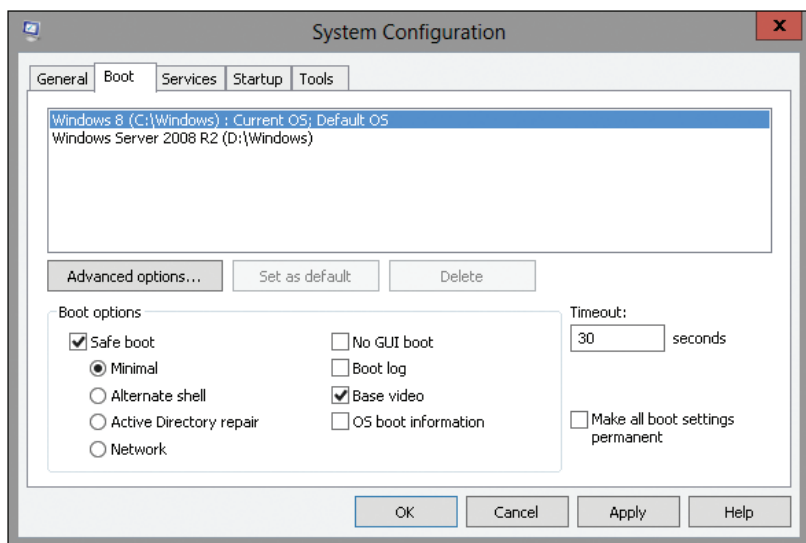 System Configuration
x
General Boot Services Startup Tools
Windows 8 (C:\Windows) : Current OS; Default OS
Windows Server 2008 R2 (D:\Windows)
Advanced options... Set as default Delete
Boot options
Timeout:
Safe boot No GUI boot 30 seconds
Minimal Boot log
Alternate shell Base video
Active Directory repair OS boot information
Make all boot settings
permanent
Network
OK Cancel Apply Help